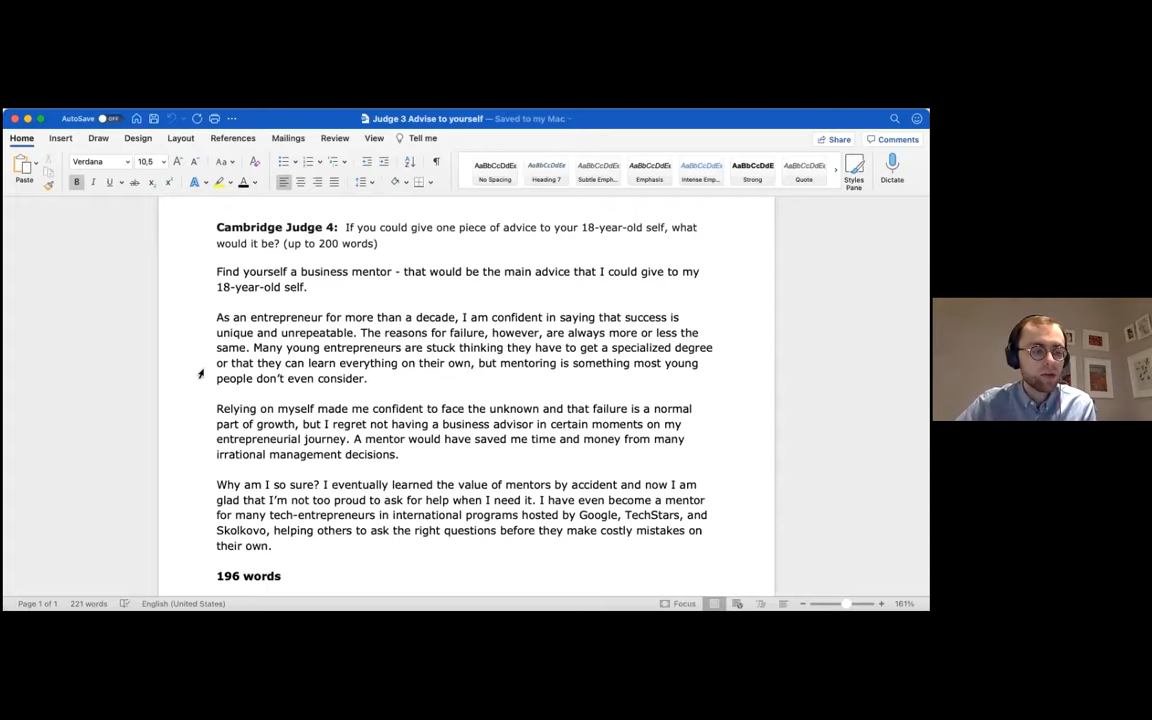 AutoSave OFF
Judge 3 Advise to yourself — Saved to my Mac
Home Insert Draw Design Layout References Mailings Review View Tell me
Share Comments
Paste
Verdana 10,5
AaBbCcDdEx AaBbCcDdEe AaBbCcDdEx AaBbCcDdEx AaBbCcDdEx AaBbCcDdE AaBbCcDdEx
No Spacing Heading 7 Subtle Emph... Emphasis Intense Emp... Strong Quote
Styles Pane
Dictate
Cambridge Judge 4: If you could give one piece of advice to your 18-year-old self, what
would it be? (up to 200 words)
Find yourself a business mentor - that would be the main advice that I could give to my
18-year-old self.
As an entrepreneur for more than a decade, I am confident in saying that success is
unique and unrepeatable. The reasons for failure, however, are always more or less the
same. Many young entrepreneurs are stuck thinking they have to get a specialized degree
or that they can learn everything on their own, but mentoring is something most young
people don't even consider.
Relying on myself made me confident to face the unknown and that failure is a normal
part of growth, but I regret not having a business advisor in certain moments on my
entrepreneurial journey. A mentor would have saved me time and money from many
irrational management decisions.
Why am I so sure? I eventually learned the value of mentors by accident and now I am
glad that I'm not too proud to ask for help when I need it. I have even become a mentor
for many tech-entrepreneurs in international programs hosted by Google, TechStars, and
Skolkovo, helping others to ask the right questions before they make costly mistakes on
their own.
196 words
Page 1 of 1 221 words English (United States) Focus 161%